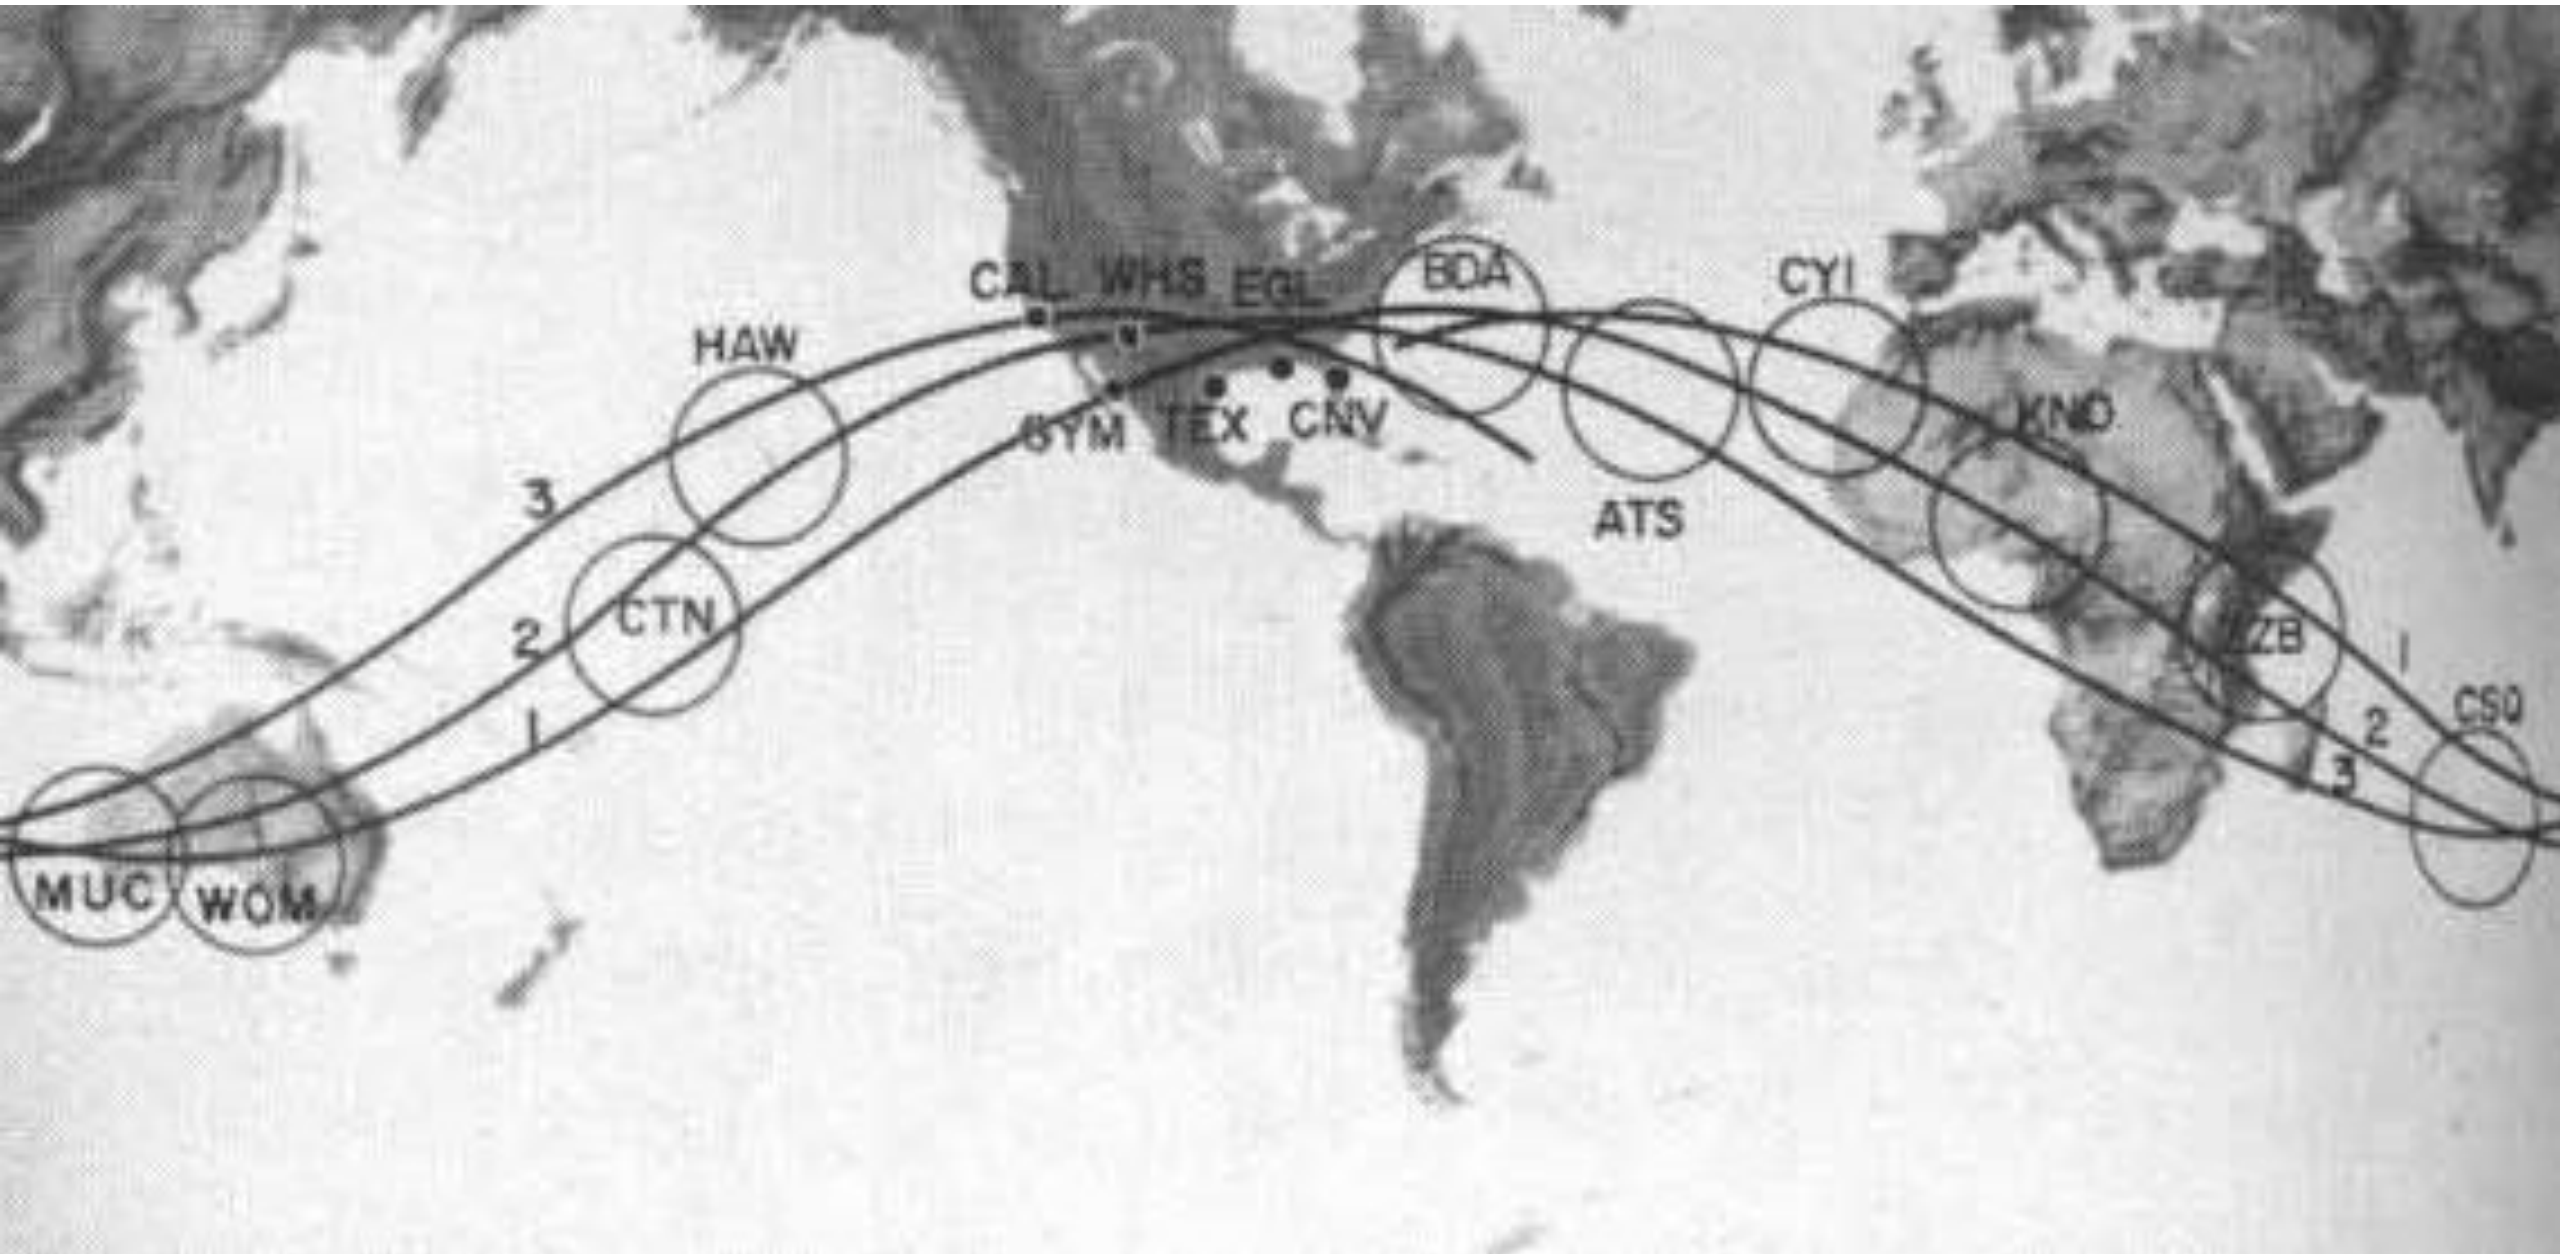 CAL WHS EGL BDA CYI
HAW
GYM TEX CNV
KNO
3
ATS
2
CTN
ZZB
1
1
2
CSQ
3
MUC WOM